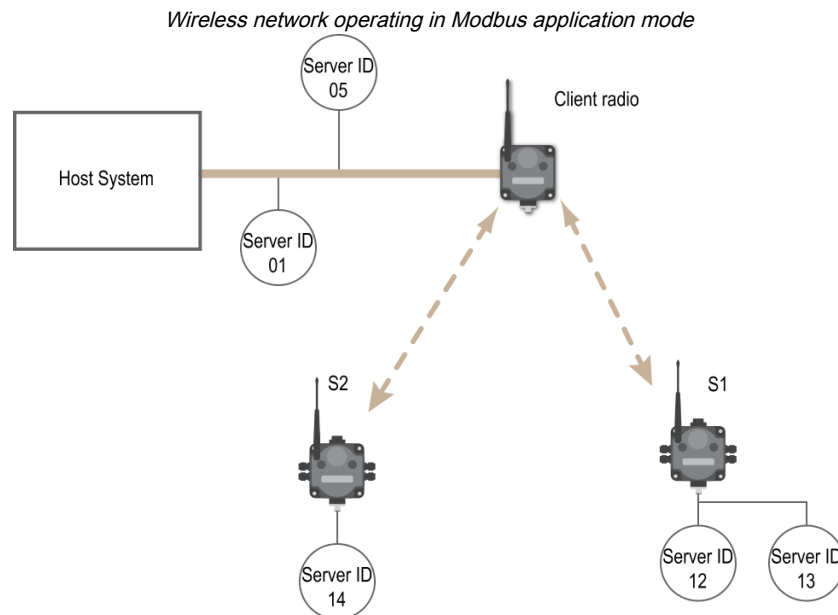 Wireless network operating in Modbus application mode
Server ID
05
Client radio
Host System
Server ID
01
S2
S1
Server ID
14
Server ID
12
Server ID
13